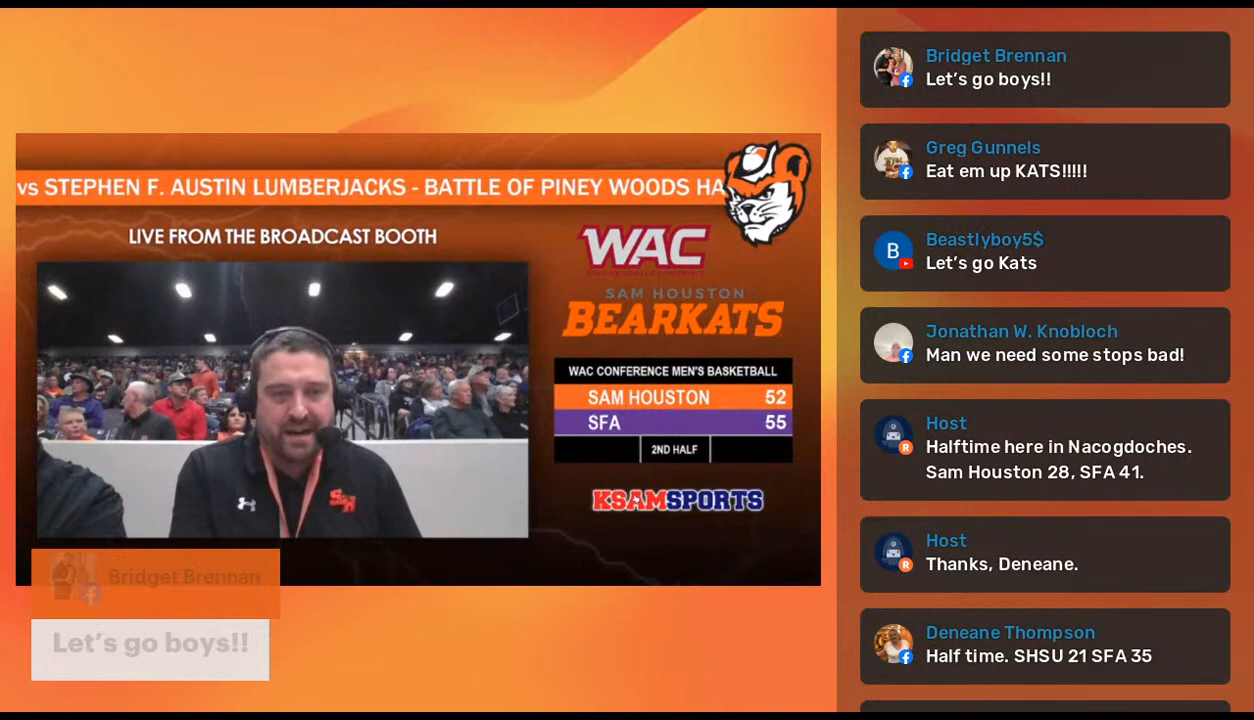 vs STEPHEN F. AUSTIN LUMBERJACKS - BATTLE OF PINEY WOODS HA
LIVE FROM THE BROADCAST BOOTH
WAC
SAM HOUSTON
BEARKATS
WAC CONFERENCE MEN'S BASKETBALL
SAM HOUSTON 52
SFA 55
2ND HALF
KSAMSPORTS
SH
Bridget Brennan
Let's go boys!!
Bridget Brennan
Let's go boys!!
Greg Gunnels
Eat em up KATS!!!!!
B
Beastlyboy5$
Let's go Kats
Jonathan W. Knobloch
Man we need some stops bad!
Host
Halftime here in Nacogdoches.
Sam Houston 28, SFA 41.
Host
Thanks, Deneane.
Deneane Thompson
Half time. SHSU 21 SFA 35